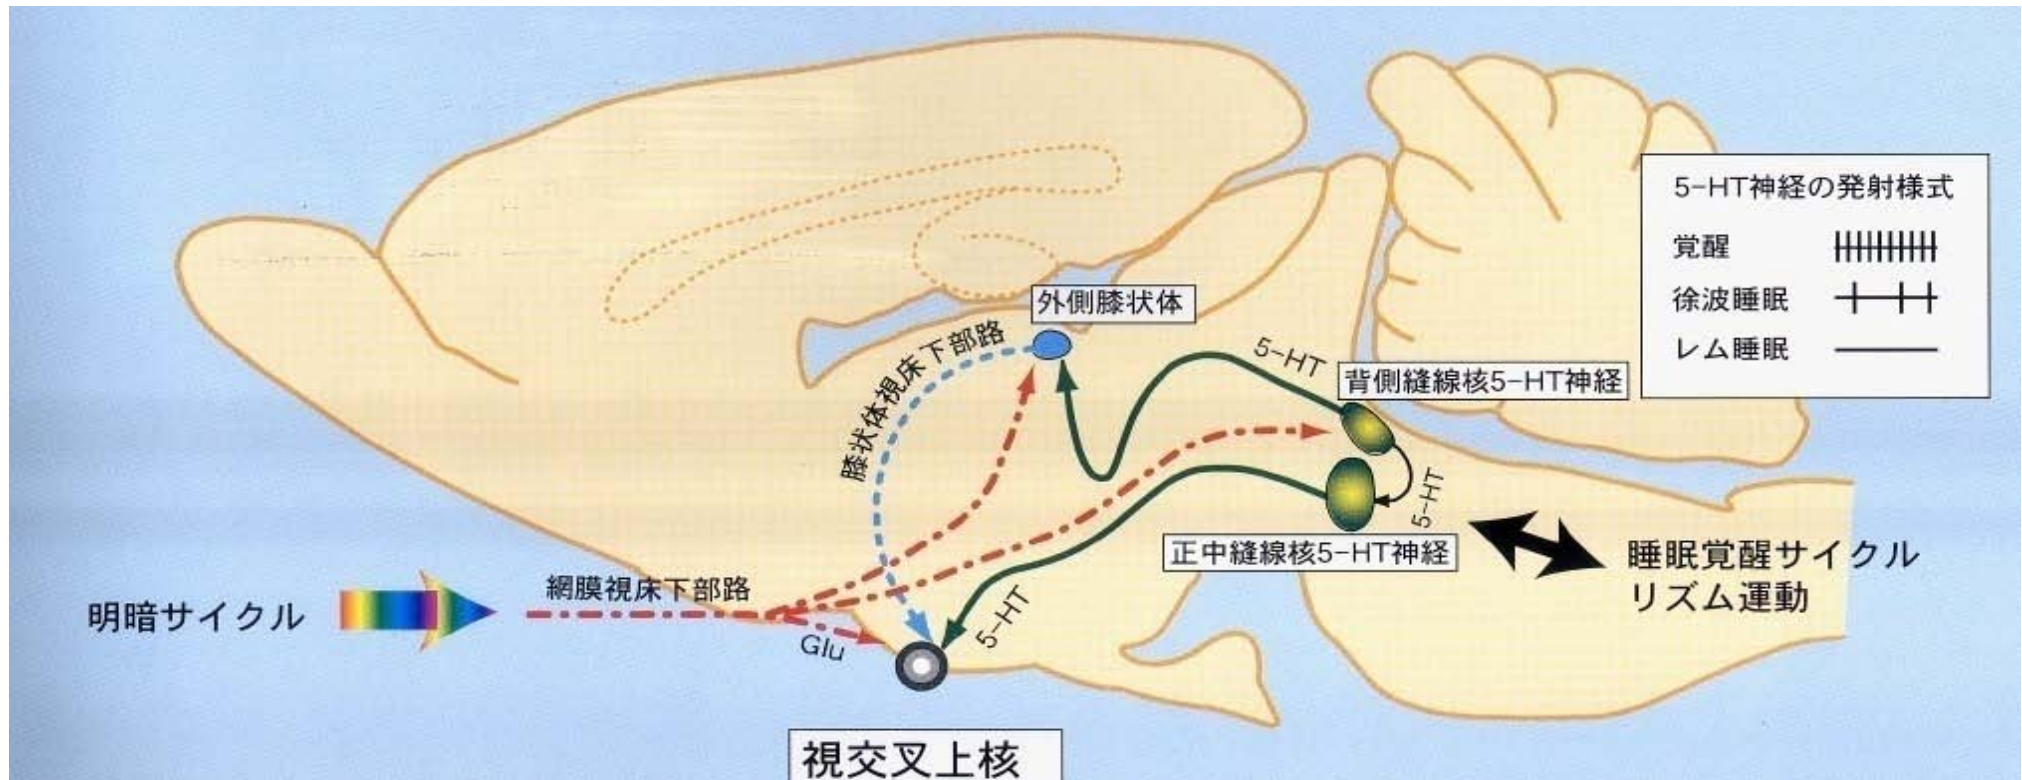 5-HT神経の発射様式
覚醒
徐波睡眠
レム睡眠
外側膝状体
膝状体視床下部路
5-HT
背側縫線核5-HT神経
5-HT
正中縫線核5-HT神経
睡眠覚醒サイクル
リズム運動
明暗サイクル
網膜視床下部路
Glu
5-HT
視交叉上核